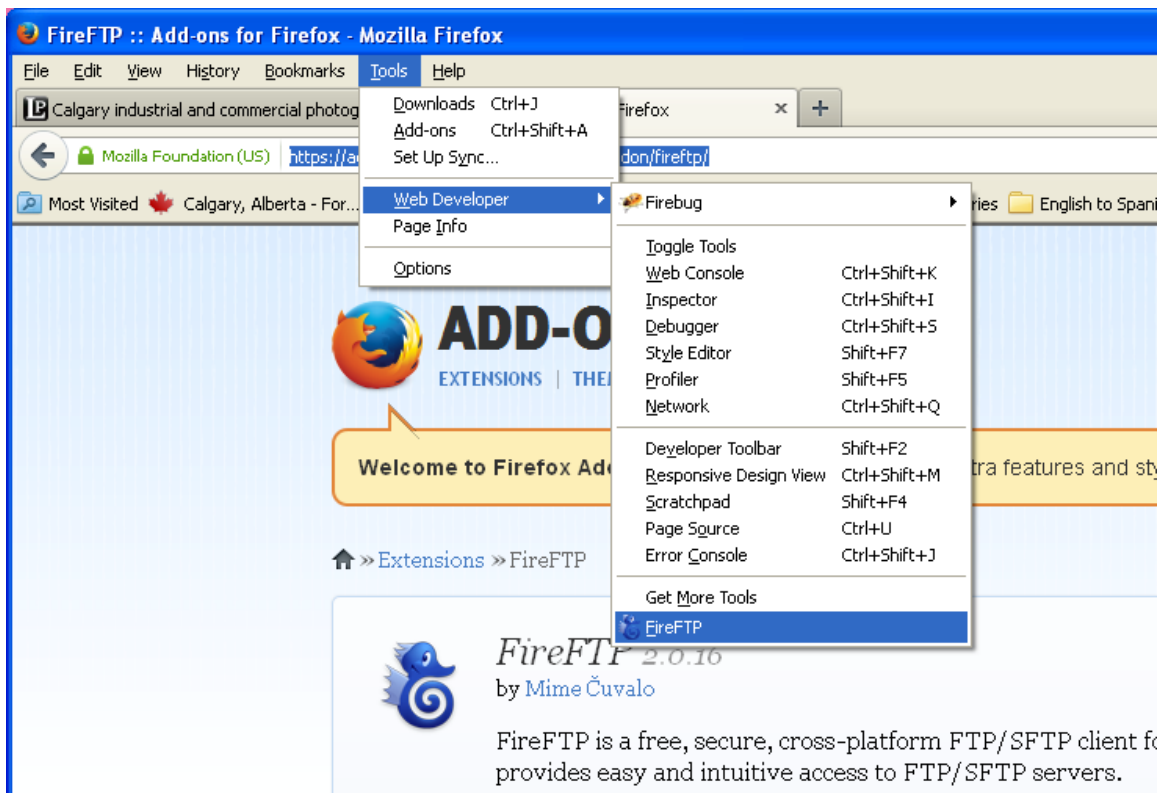 FireFTP :: Add-ons for Firefox - Mozilla Firefox
File Edit View History Bookmarks Tools Help
Calgary industrial and commercial photog
Firefox × +
Mozilla Foundation (US) https://a don/fireftp/
Most Visited Calgary, Alberta - For... ries English to Spani
Downloads Ctrl+J
Add-ons Ctrl+Shift+A
Set Up Sync...
Web Developer
Page Info
Options
Firebug
Toggle Tools
Web Console Ctrl+Shift+K
Inspector Ctrl+Shift+I
Debugger Ctrl+Shift+S
Style Editor Shift+F7
Profiler Shift+F5
Network Ctrl+Shift+Q
Developer Toolbar Shift+F2
Responsive Design View Ctrl+Shift+M
Scratchpad Shift+F4
Page Source Ctrl+U
Error Console Ctrl+Shift+J
Get More Tools
FireFTP
ADD-O
EXTENSIONS | THE
Welcome to Firefox Ad tra features and sty
» Extensions » FireFTP
FireFTP 2.0.16
by Mime Čuvalo
FireFTP is a free, secure, cross-platform FTP/SFTP client fo
provides easy and intuitive access to FTP/SFTP servers.